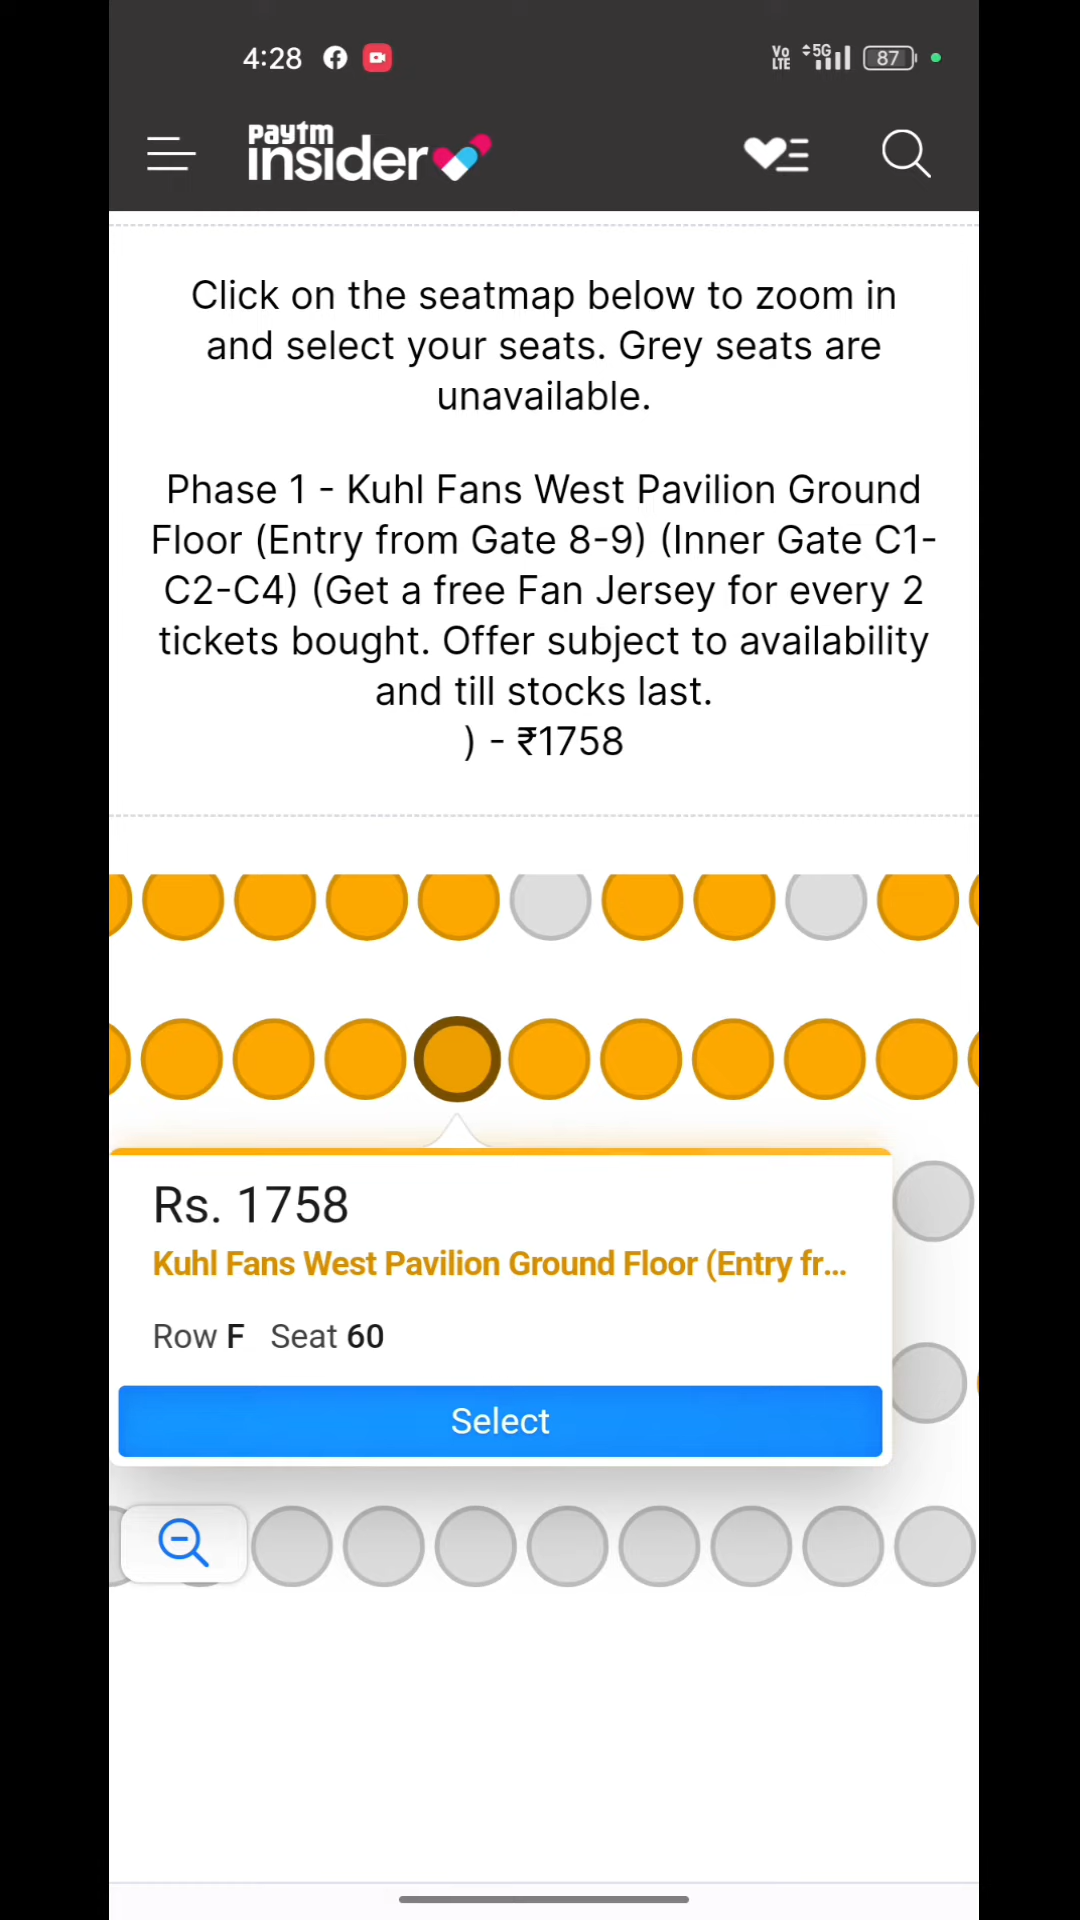 4:28
Vo LTE 5G 87
paytm
insider
Click on the seatmap below to zoom in
and select your seats. Grey seats are
unavailable.
Phase 1 - Kuhl Fans West Pavilion Ground
Floor (Entry from Gate 8-9) (Inner Gate C1-
C2-C4) (Get a free Fan Jersey for every 2
tickets bought. Offer subject to availability
and till stocks last.
) - ₹1758
Rs. 1758
Kuhl Fans West Pavilion Ground Floor (Entry fr...
Row F Seat 60
Select